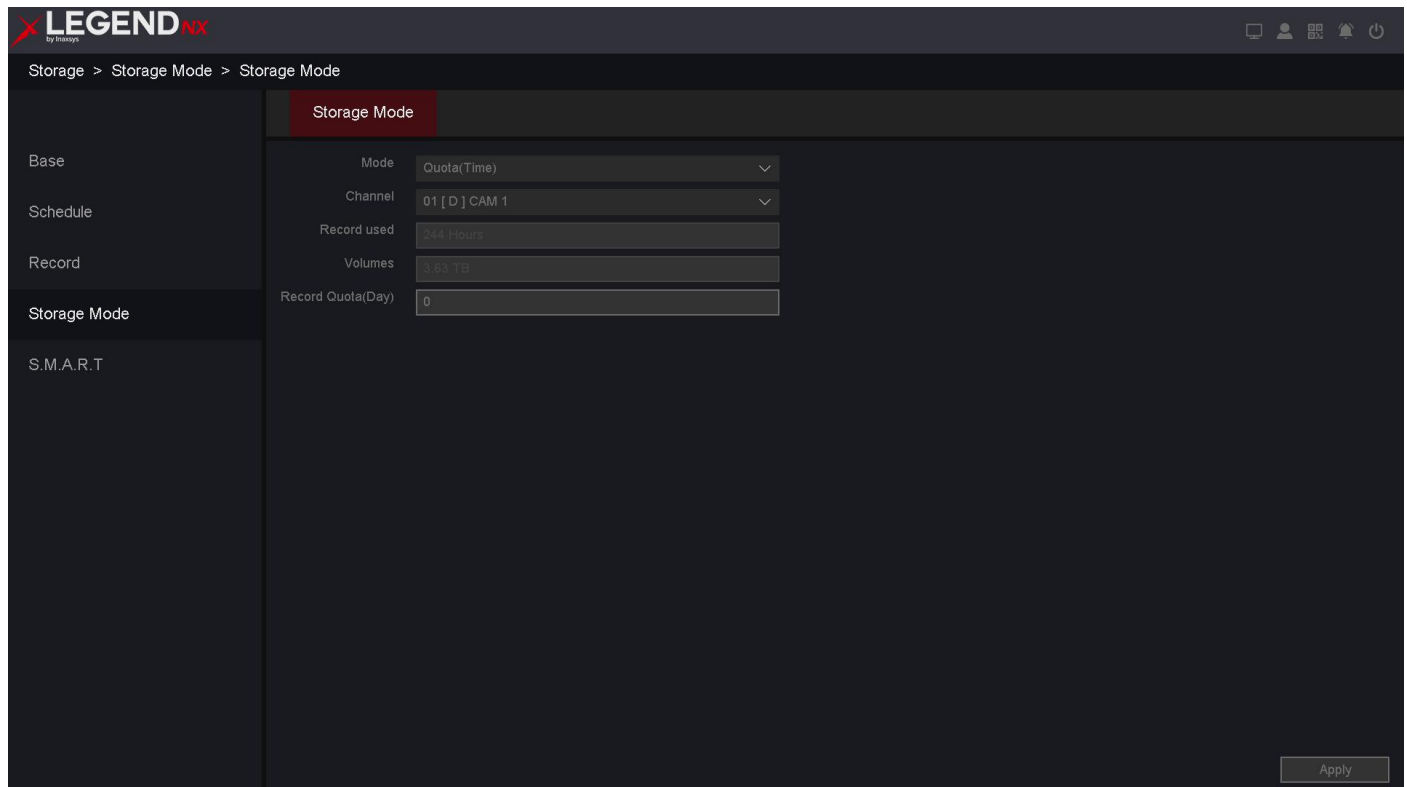 LEGEND NX
by Inaxsys
Storage > Storage Mode > Storage Mode
Storage Mode
Base
Schedule
Record
Storage Mode
S.M.A.R.T
Mode Quota(Time)
Channel 01 [ D ] CAM 1
Record used 244 Hours
Volumes 3.63 TB
Record Quota(Day) 0
Apply